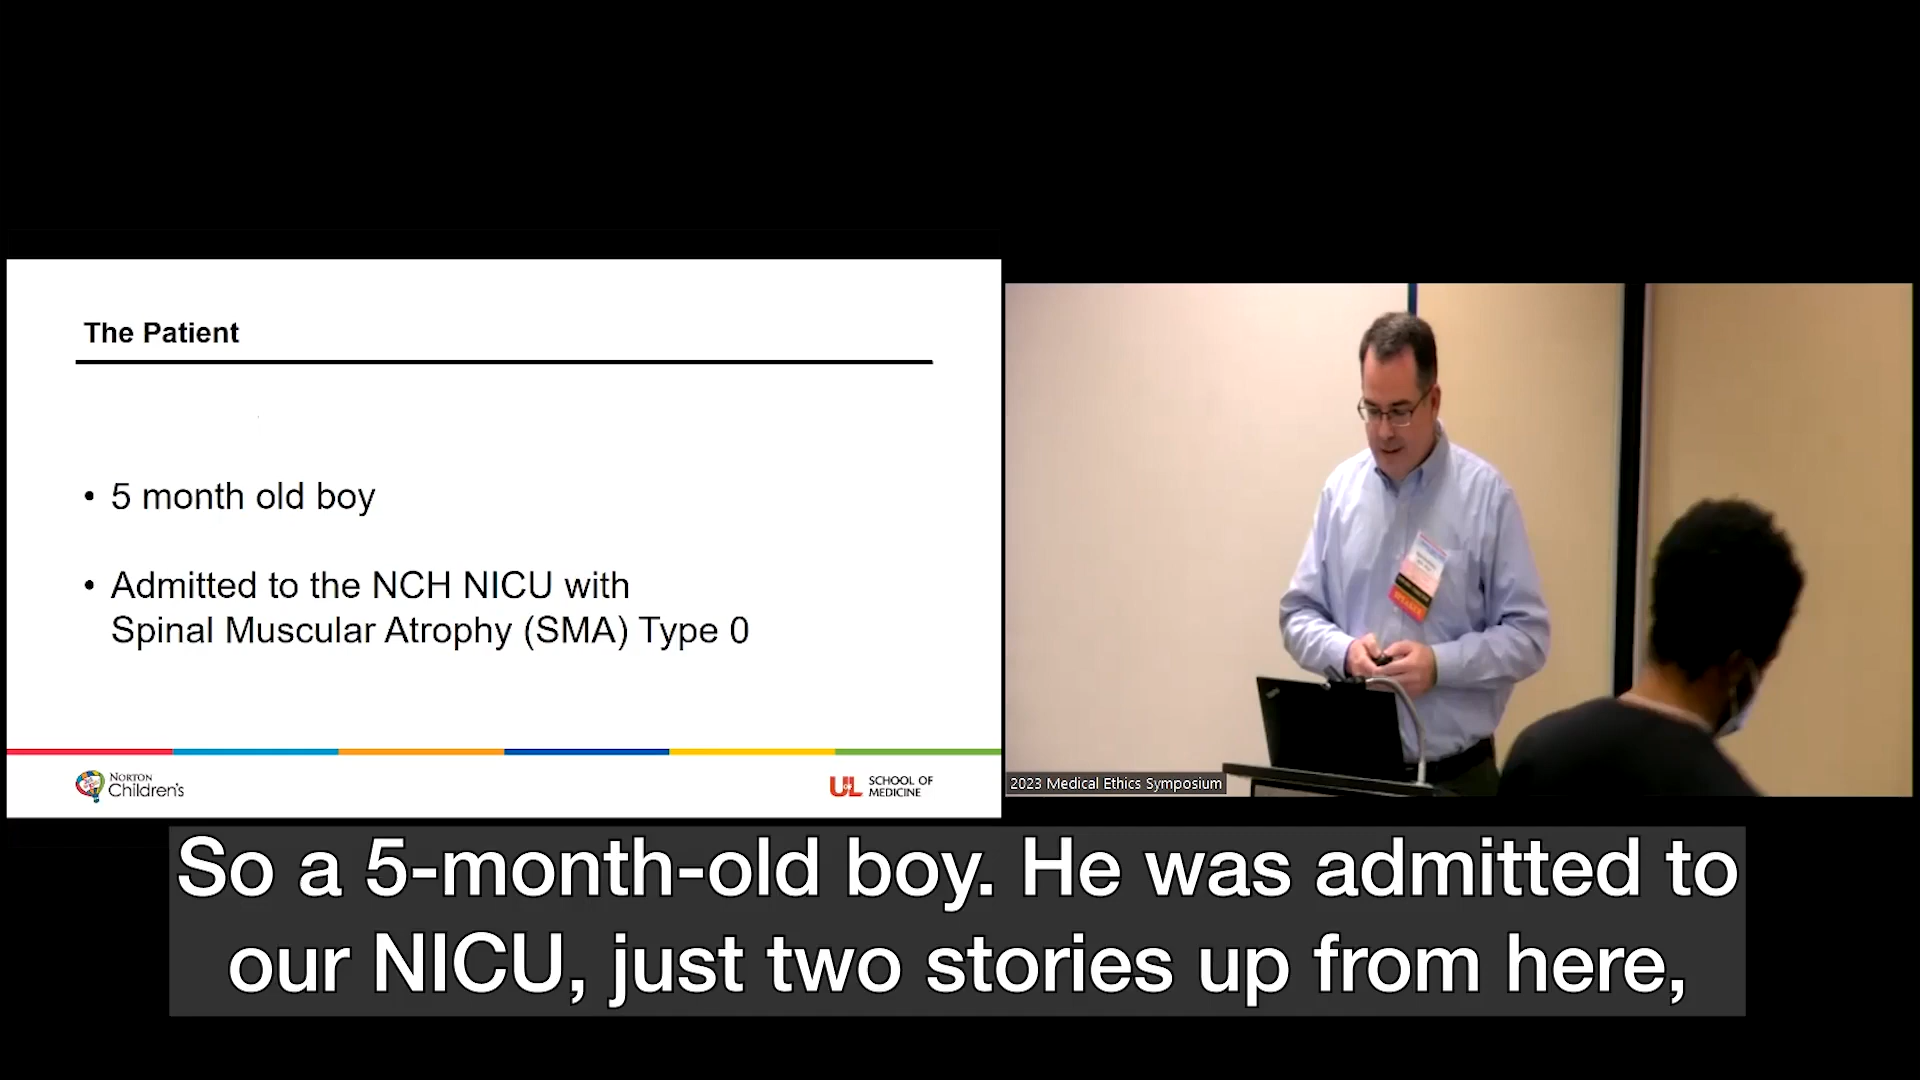 The Patient
• 5 month old boy
• Admitted to the NCH NICU with
Spinal Muscular Atrophy (SMA) Type 0
NORTON
Children's
UofL
SCHOOL OF
MEDICINE
2023 Medical Ethics Symposium
SPEAKER
So a 5-month-old boy. He was admitted to
our NICU, just two stories up from here,